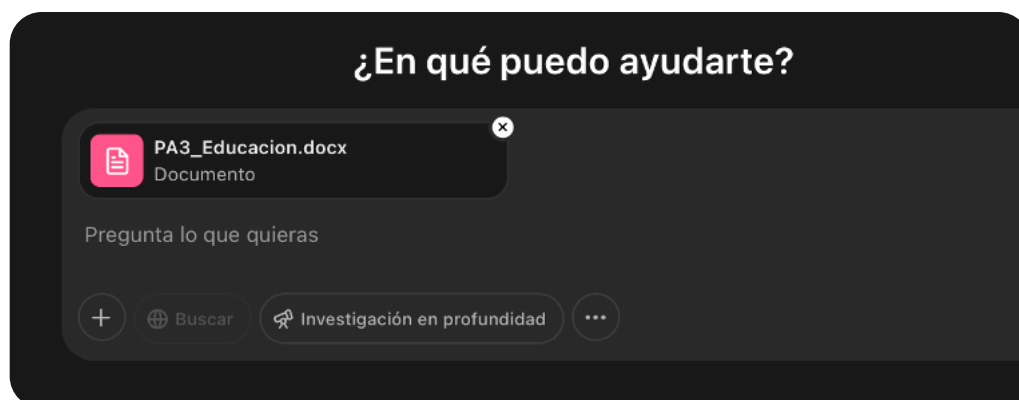 ¿En qué puedo ayudarte?
PA3_Educacion.docx
Documento
Pregunta lo que quieras
Buscar
Investigación en profundidad